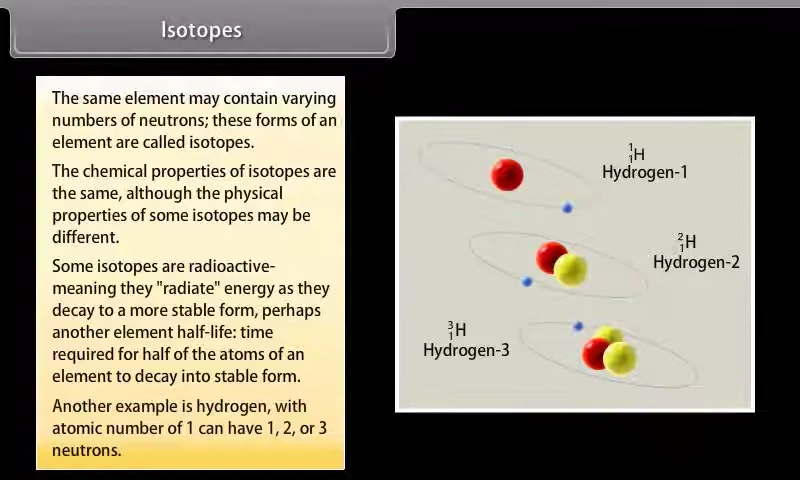 Isotopes
The same element may contain varying
numbers of neutrons; these forms of an
element are called isotopes.
The chemical properties of isotopes are
the same, although the physical
properties of some isotopes may be
different.
Some isotopes are radioactive-
meaning they "radiate" energy as they
decay to a more stable form, perhaps
another element half-life: time
required for half of the atoms of an
element to decay into stable form.
Another example is hydrogen, with
atomic number of 1 can have 1, 2, or 3
neutrons.
¹₁H
Hydrogen-1
²₁H
Hydrogen-2
³₁H
Hydrogen-3